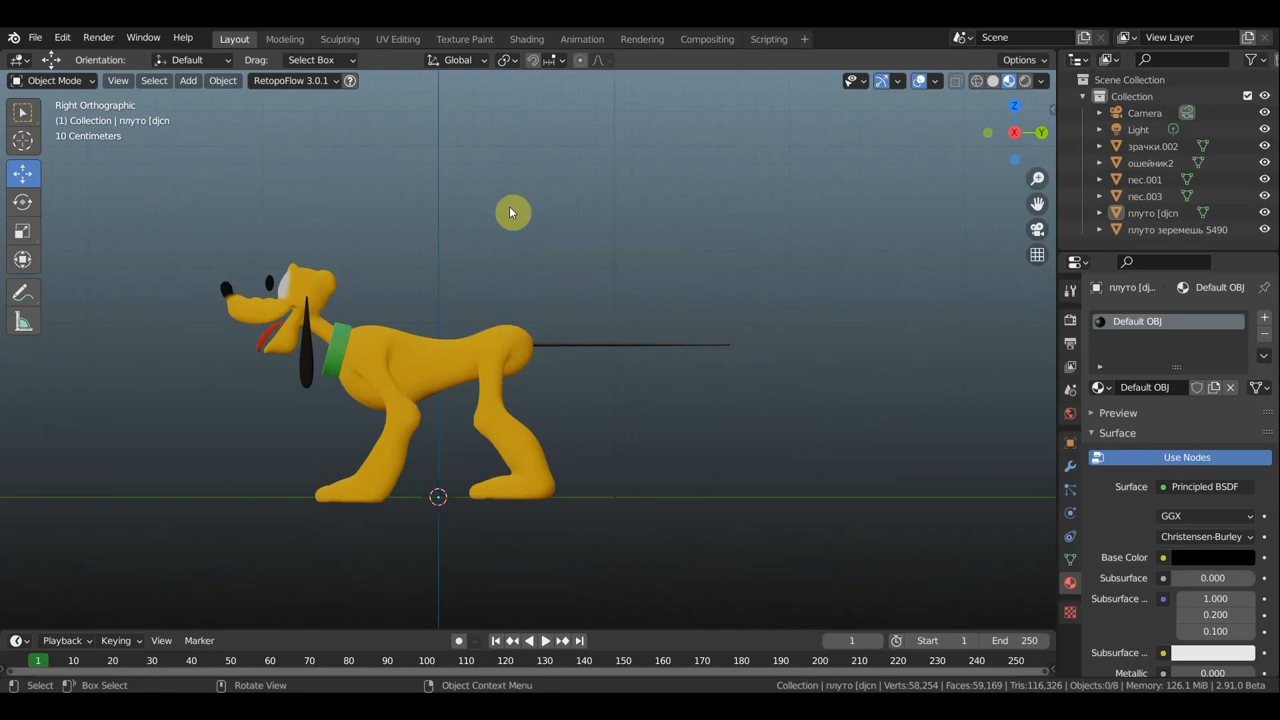 File Edit Render Window Help Layout Modeling Sculpting UV Editing Texture Paint Shading Animation Rendering Compositing Scripting + Scene View Layer
Orientation: Default Drag: Select Box Global Options
Object Mode View Select Add Object RetopoFlow 3.0.1
Right Orthographic
(1) Collection | плуто [djcn
10 Centimeters
Z
X
Y
Scene Collection
Collection
Camera
Light
зрачки.002
ошейник2
пес.001
пес.003
плуто [djcn
плуто зеремешь 5490
плуто [dj... Default OBJ
Default OBJ
Default OBJ
Preview
Surface
Use Nodes
Surface Principled BSDF
GGX
Christensen-Burley
Base Color
Subsurface 0.000
Subsurface ... 1.000
0.200
0.100
Subsurface ...
Metallic 0.000
Playback Keying View Marker 1 Start 1 End 250
1 10 20 30 40 50 60 70 80 90 100 110 120 130 140 150 160 170 180 190 200 210 220 230 240 250
Select Box Select Rotate View Object Context Menu Collection | плуто [djcn | Verts:58,254 | Faces:59,169 | Tris:116,326 | Objects:0/8 | Memory: 126.1 MiB | 2.91.0 Beta